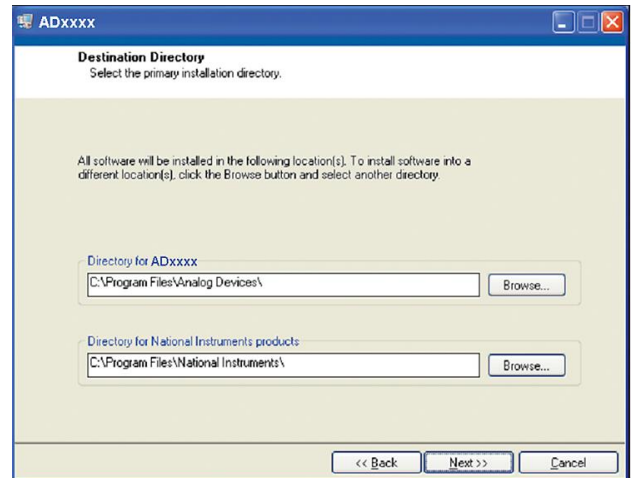 ADxxxx
Destination Directory
Select the primary installation directory.
All software will be installed in the following location(s). To install software into a
different location(s), click the Browse button and select another directory.
Directory for ADxxxx
C:\Program Files\Analog Devices\
Browse...
Directory for National Instruments products
C:\Program Files\National Instruments\
Browse...
<< Back
Next >>
Cancel